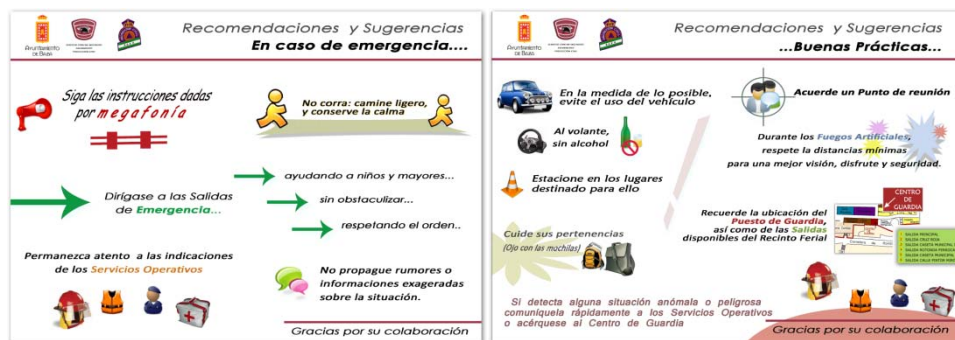 AYUNTAMIENTO
DE BAZA
Recomendaciones y Sugerencias
En caso de emergencia....
Siga las instrucciones dadas
por megafonía
No corra: camine ligero,
y conserve la calma
Dirígase a las Salidas
de Emergencia...
ayudando a niños y mayores...
sin obstaculizar...
respetando el orden..
Permanezca atento a las indicaciones
de los Servicios Operativos
No propague rumores o
informaciones exageradas
sobre la situación.
Gracias por su colaboración
AYUNTAMIENTO
DE BAZA
Recomendaciones y Sugerencias
...Buenas Prácticas...
En la medida de lo posible,
evite el uso del vehículo
Al volante,
sin alcohol
Estacione en los lugares
destinado para ello
Cuide sus pertenencias
(Ojo con las mochilas)
Acuerde un Punto de reunión
Durante los Fuegos Artificiales,
respete la distancias mínimas
para una mejor visión, disfrute y seguridad.
CENTRO
DE
GUARDIA
Recuerde la ubicación del
Puesto de Guardia,
así como de las Salidas
disponibles del Recinto Ferial
SALIDA PRINCIPAL
SALIDA CRUZ ROJA
Si detecta alguna situación anómala o peligrosa
comuníquela rápidamente a los Servicios Operativos
o acérquese al Centro de Guardia
Gracias por su colaboración